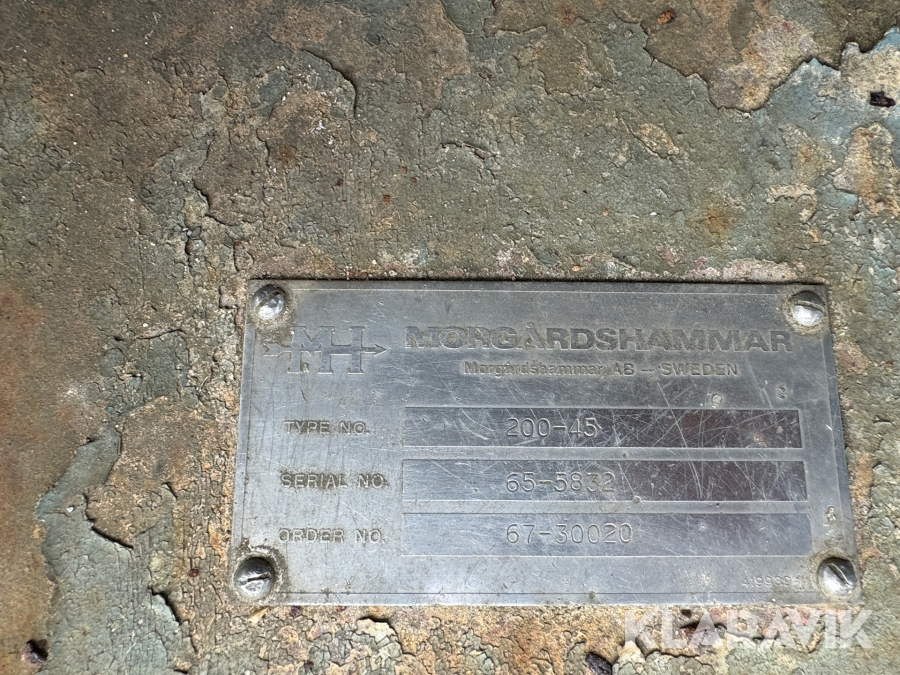 MH MORGÅRDSHAMMAR
Morgårdshammar AB – SWEDEN
TYPE NO. 200-45
SERIAL NO. 65-5832
ORDER NO. 67-30020
KLARAVIK